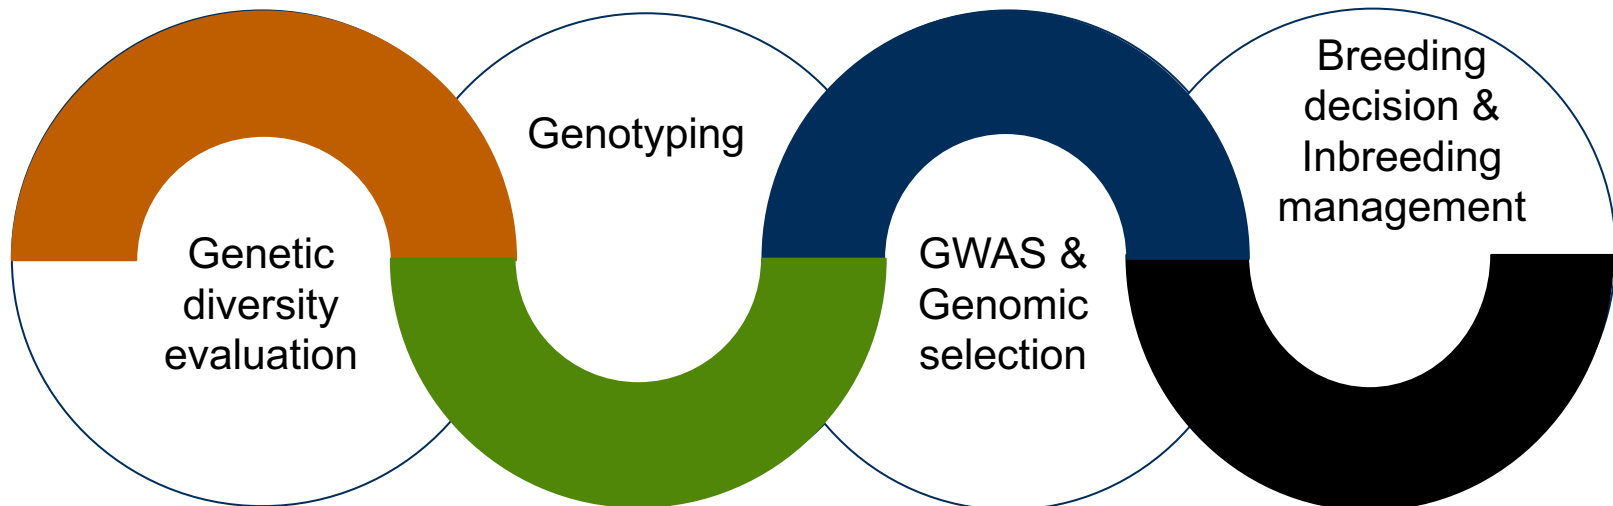 Genetic
diversity
evaluation
Genotyping
GWAS &
Genomic
selection
Breeding
decision &
Inbreeding
management